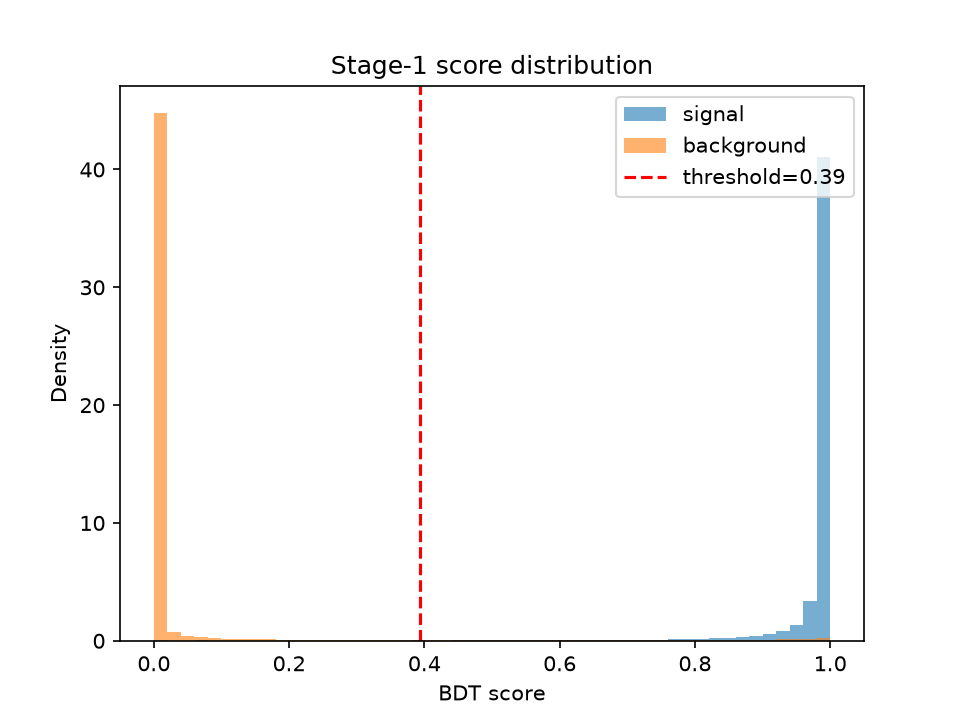 Stage-1 score distribution
signal
background
threshold=0.39
Density
40
30
20
10
0
0.0 0.2 0.4 0.6 0.8 1.0
BDT score